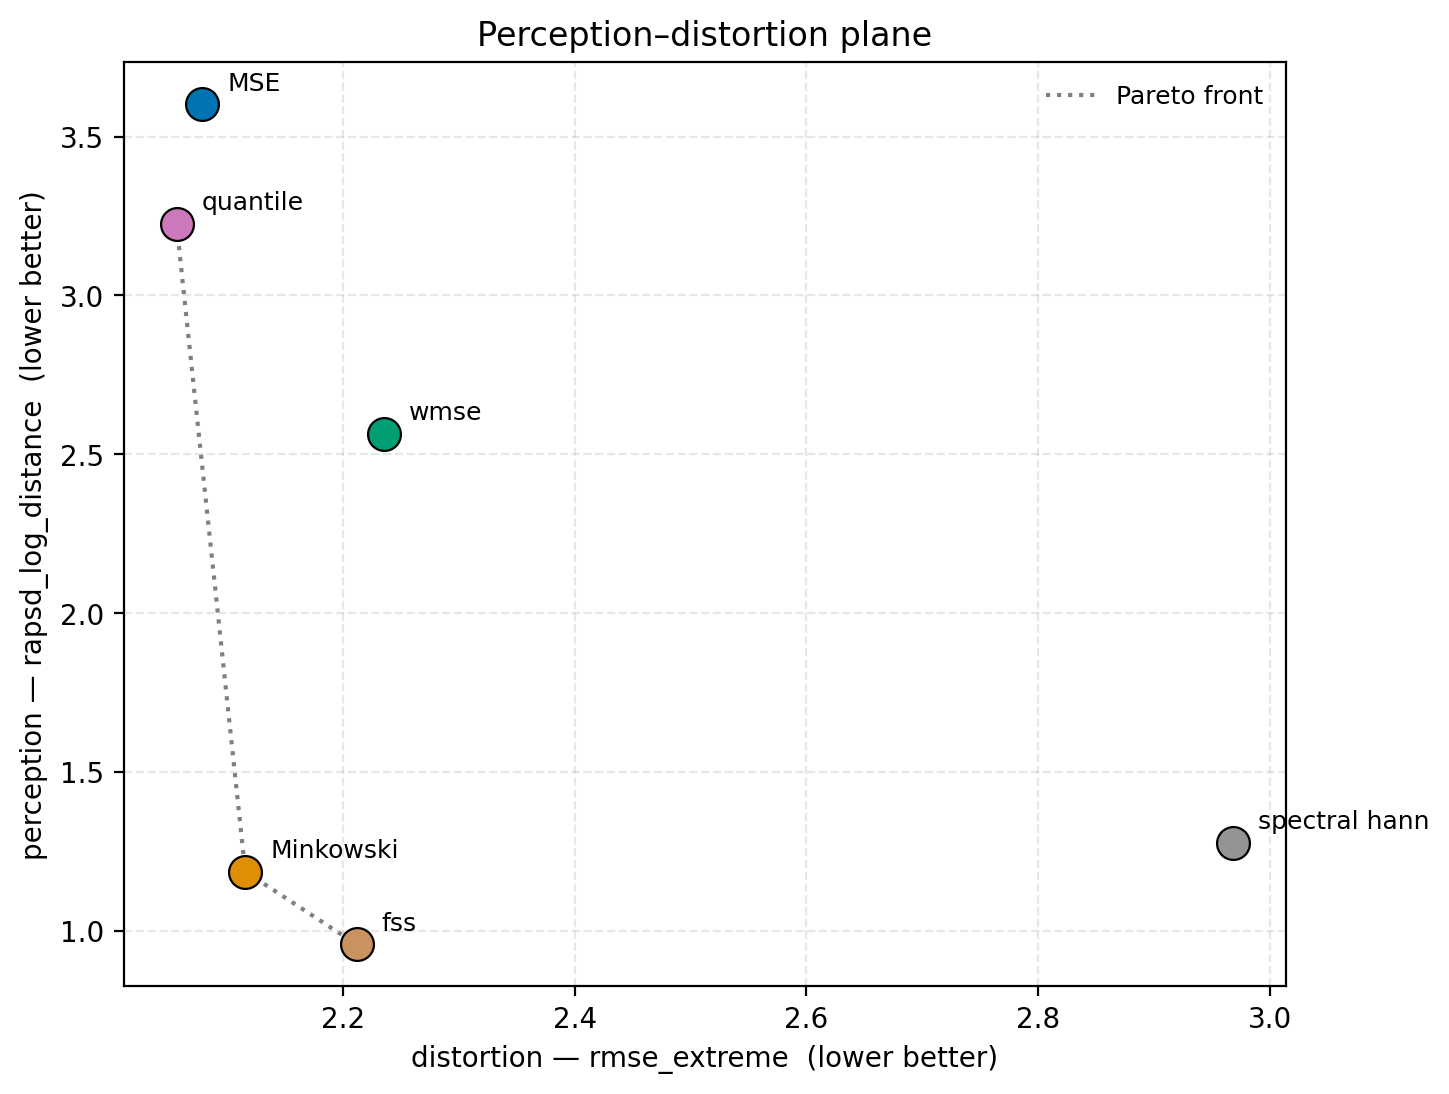 Perception–distortion plane
MSE
Pareto front
3.5
quantile
3.0
wmse
2.5
2.0
1.5
spectral hann
Minkowski
fss
1.0
2.2 2.4 2.6 2.8 3.0
distortion — rmse_extreme (lower better)
perception — rapsd_log_distance (lower better)